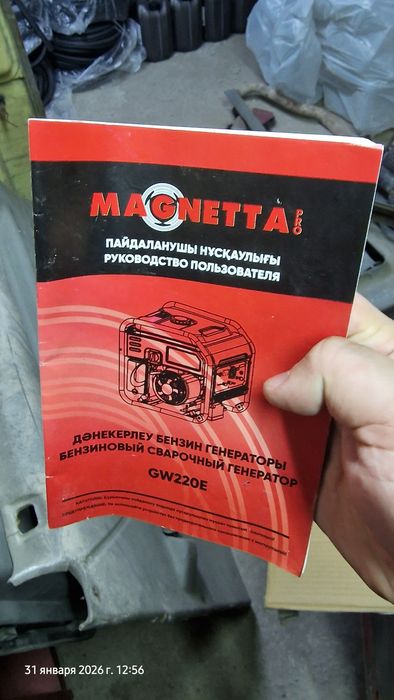 MAGNETTA PRO
ПАЙДАЛАНУШЫ НҰСҚАУЛЫҒЫ
РУКОВОДСТВО ПОЛЬЗОВАТЕЛЯ
ДӘНЕКЕРЛЕУ БЕНЗИН ГЕНЕРАТОРЫ
БЕНЗИНОВЫЙ СВАРОЧНЫЙ ГЕНЕРАТОР
GW220E
31 января 2026 г. 12:56